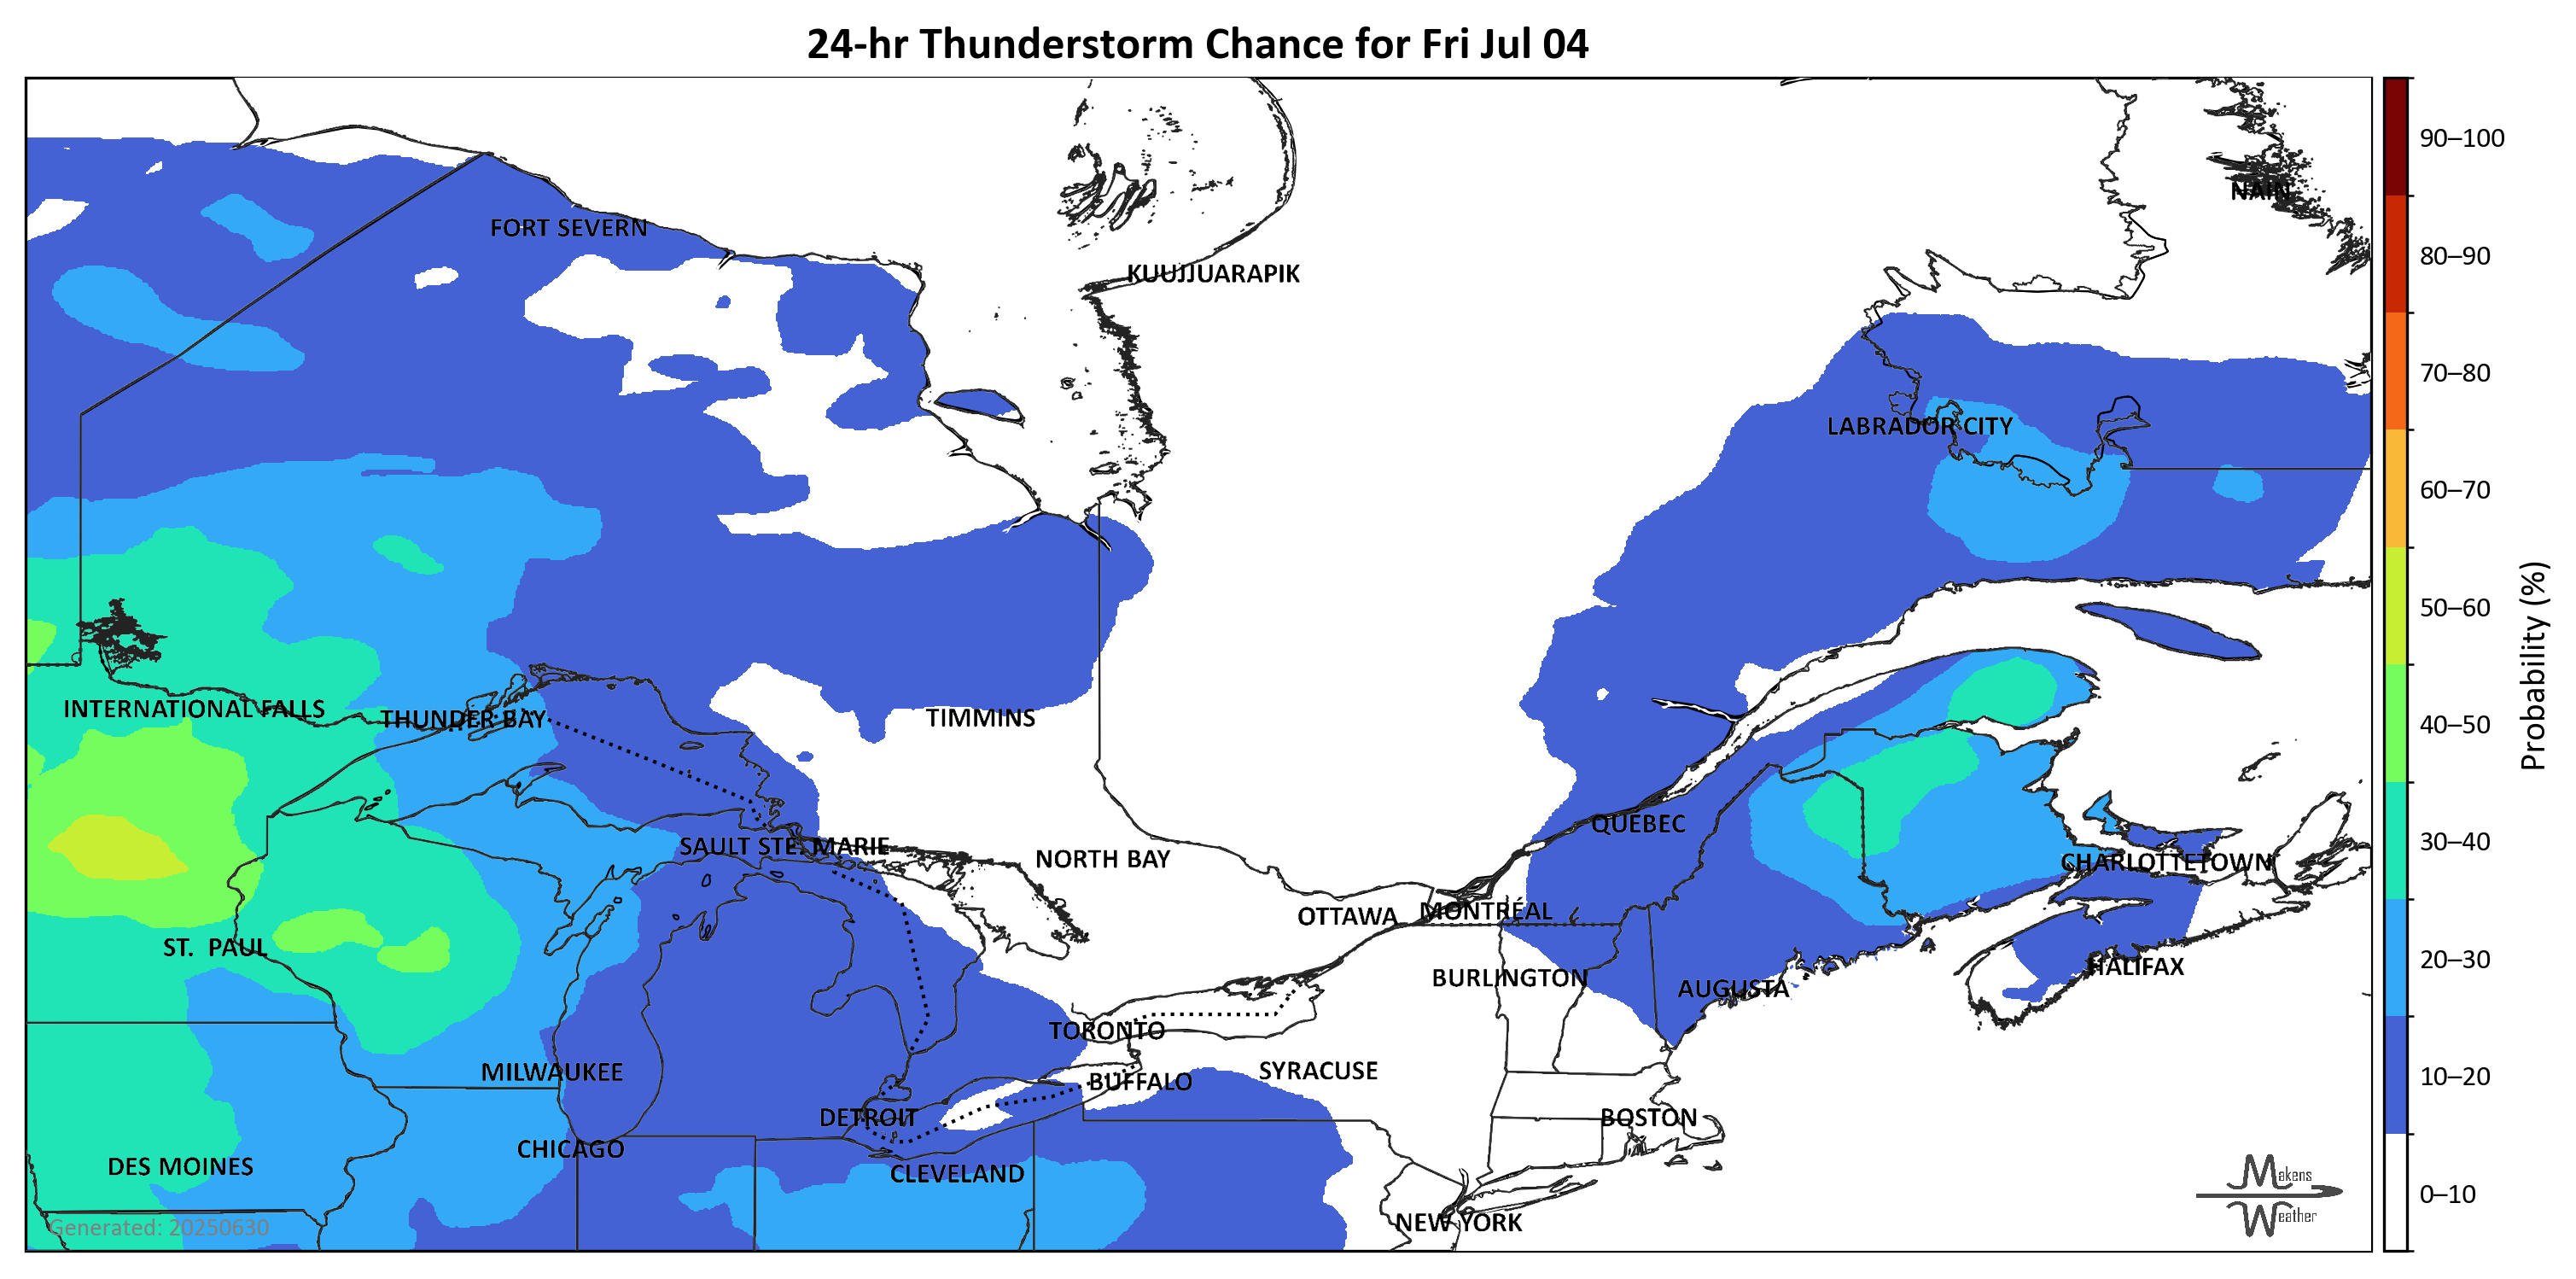 24-hr Thunderstorm Chance for Fri Jul 04
90–100
NAIN
FORT SEVERN
80–90
KUUJJUARAPIK
70–80
LABRADOR CITY
60–70
50–60
Probability (%)
INTERNATIONAL FALLS
THUNDER BAY
TIMMINS
40–50
QUEBEC
30–40
SAULT STE. MARIE
NORTH BAY
CHARLOTTETOWN
OTTAWA
MONTRÉAL
ST. PAUL
20–30
HALIFAX
BURLINGTON
AUGUSTA
TORONTO
MILWAUKEE
SYRACUSE
10–20
BUFFALO
DETROIT
BOSTON
CHICAGO
DES MOINES
CLEVELAND
Makens
Weather
0–10
NEW YORK
Generated: 20250630